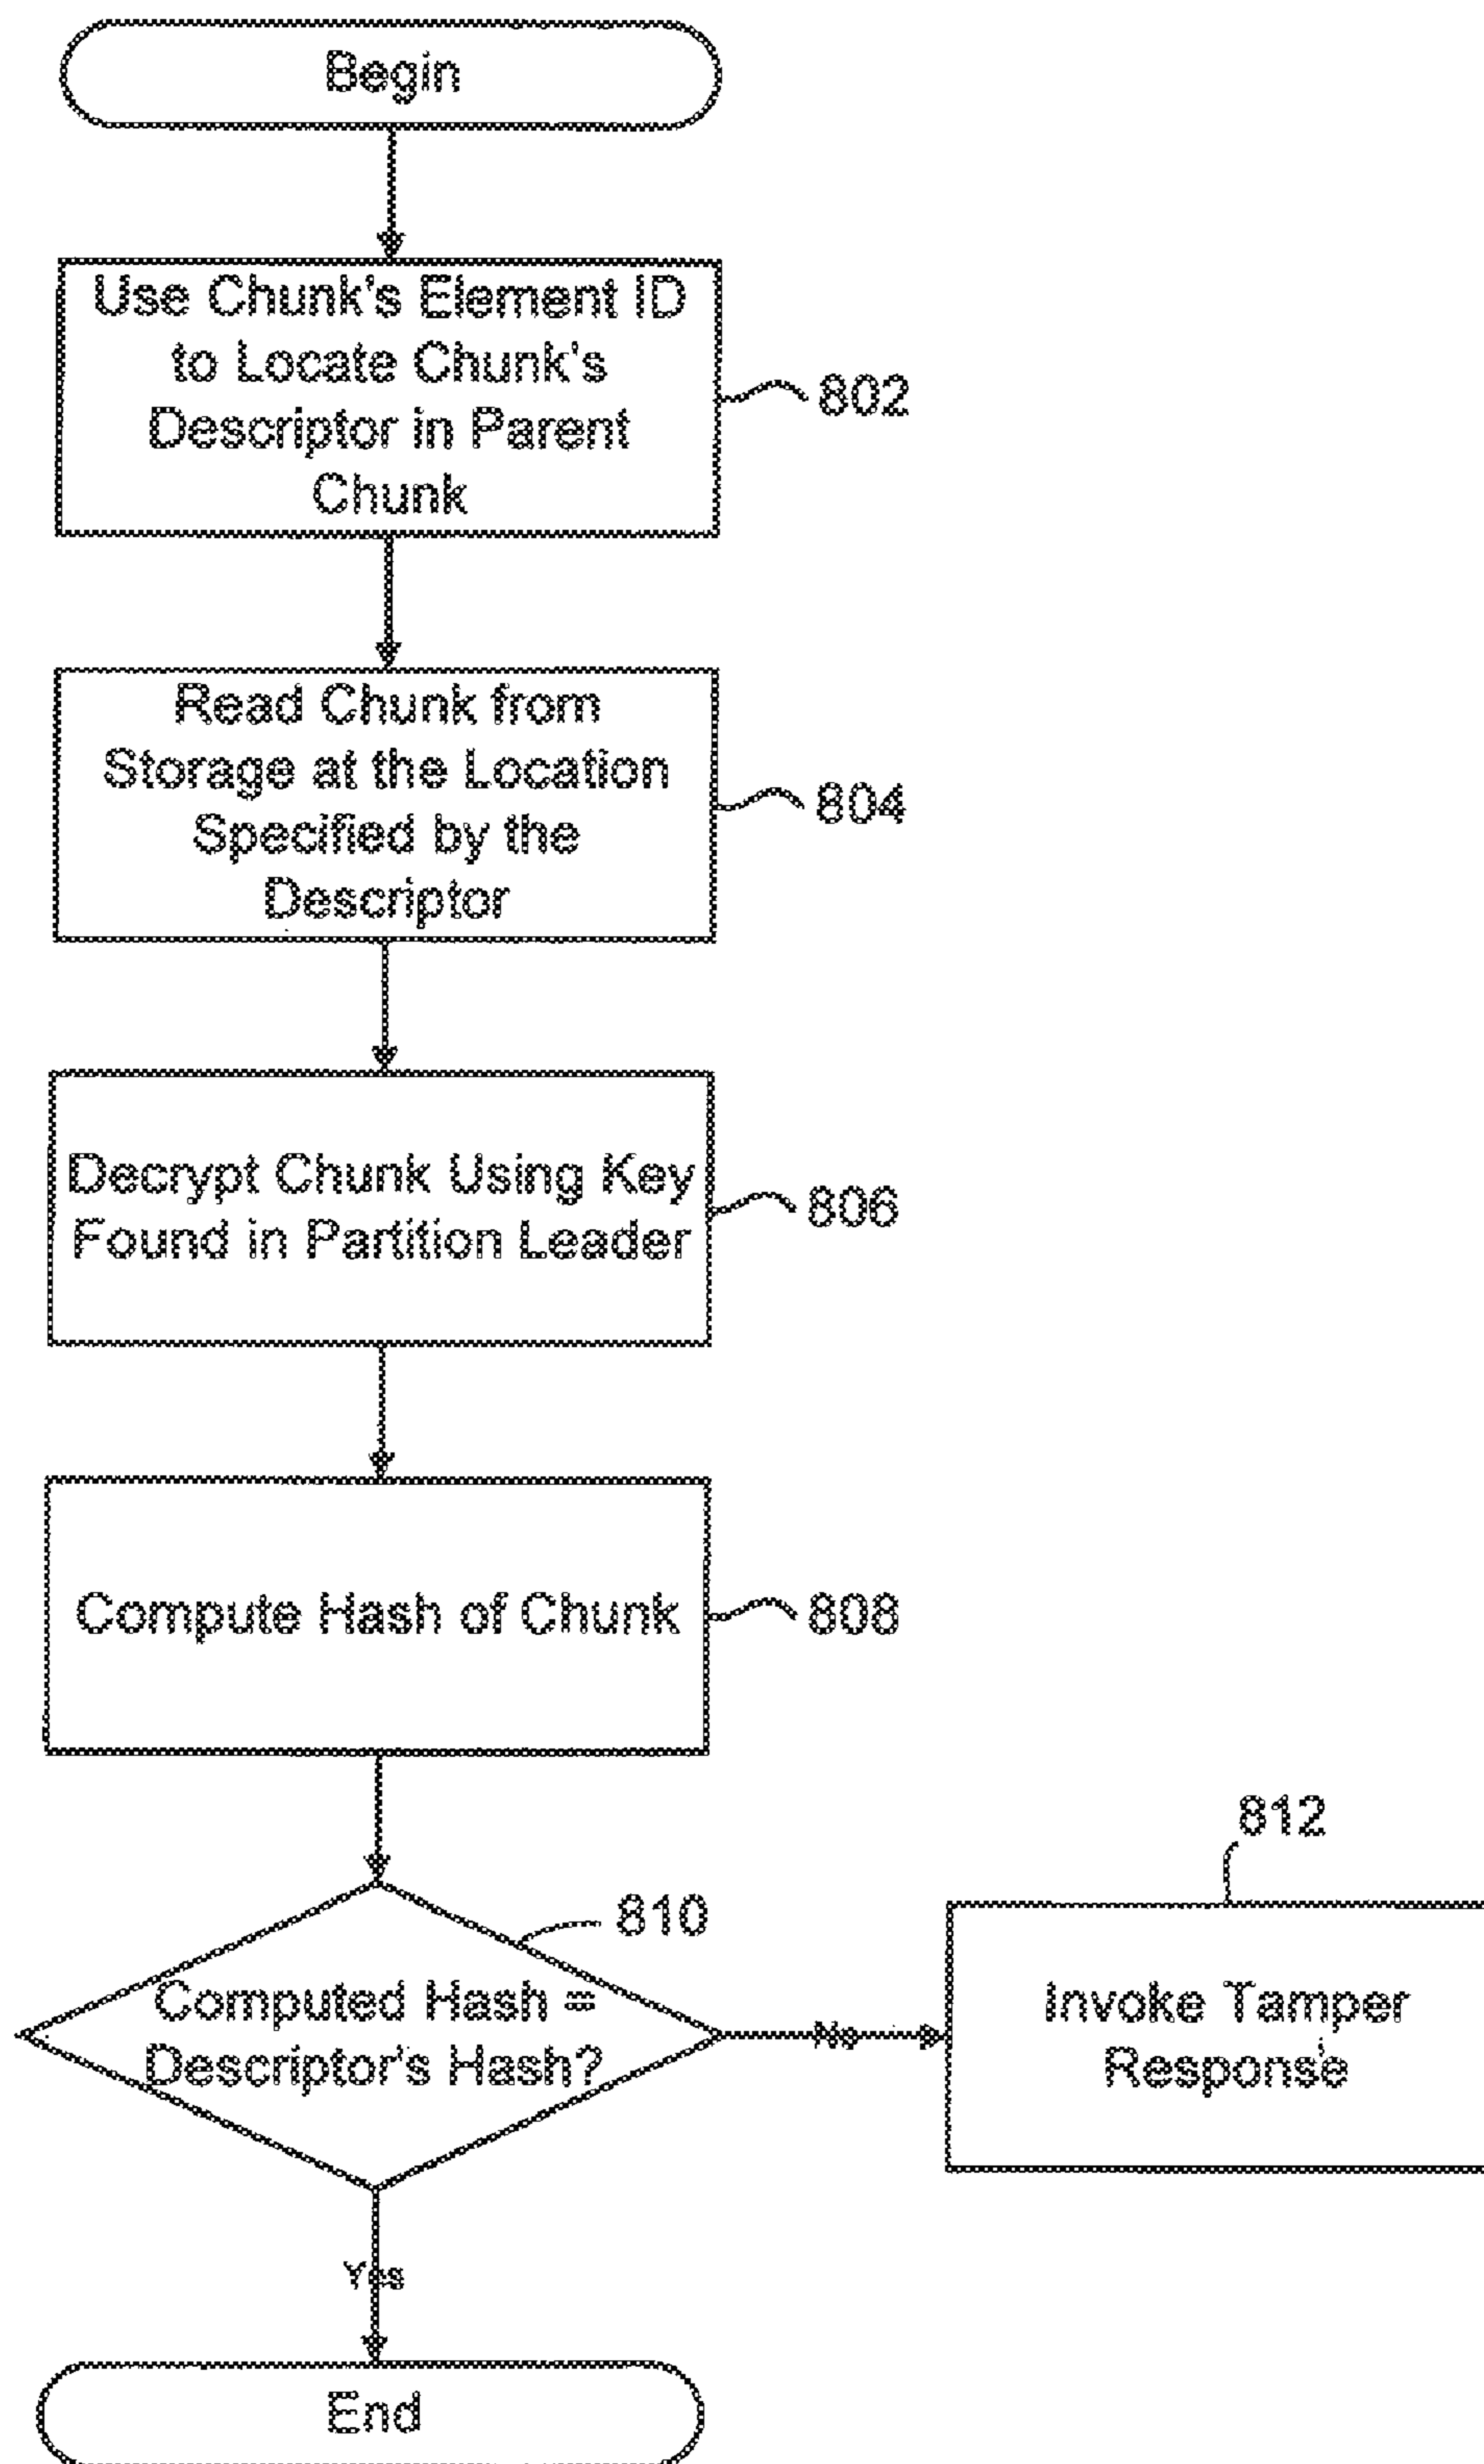 Begin
Use Chunk's Element ID
to Locate Chunk's
Descriptor in Parent
Chunk
802
Read Chunk from
Storage at the Location
Specified by the
Descriptor
804
Decrypt Chunk Using Key
Found in Partition Leader
806
Compute Hash of Chunk
808
810
Computed Hash =
Descriptor's Hash?
No
812
Invoke Tamper
Response
Yes
End